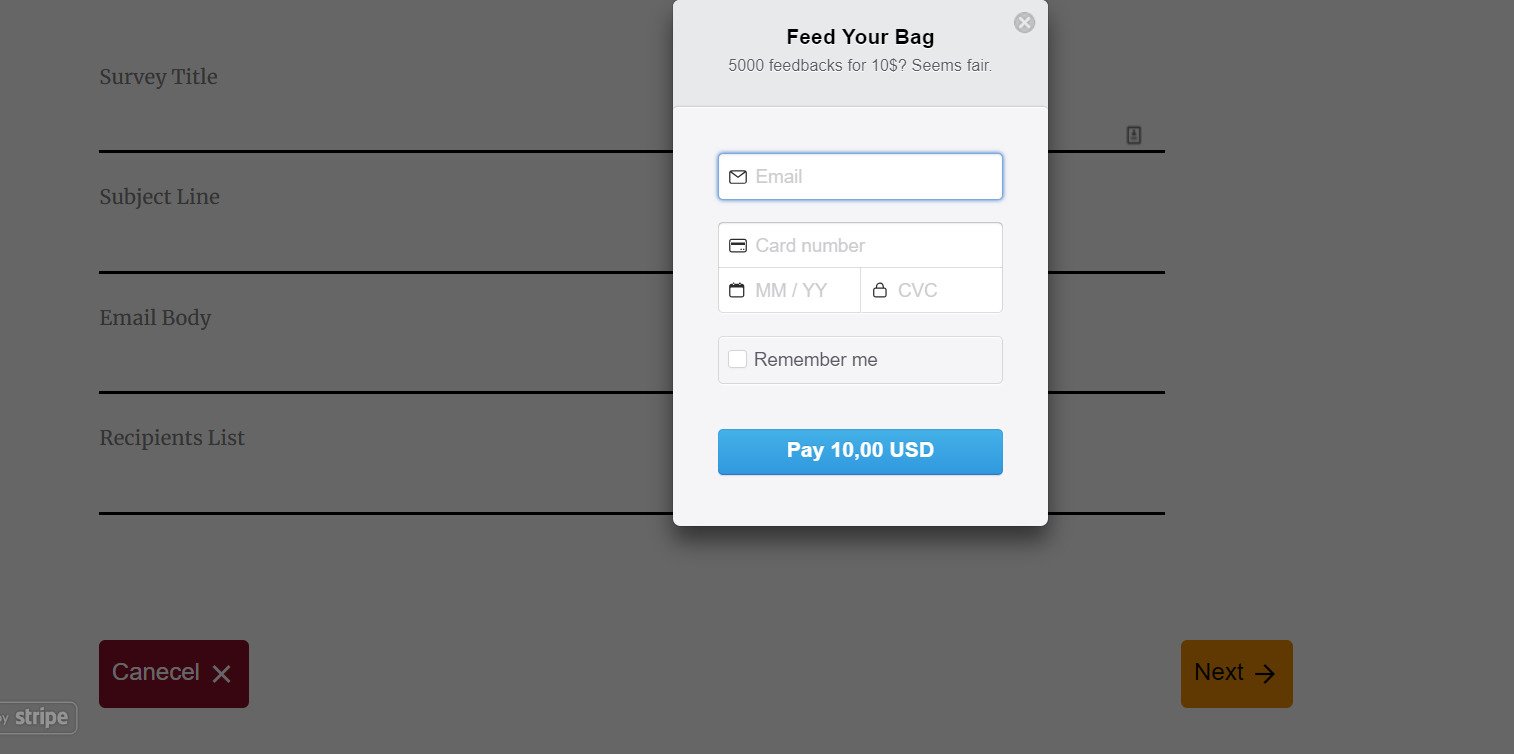 Feed Your Bag
5000 feedbacks for 10$? Seems fair.
Survey Title
Email
Subject Line
Card number
MM / YY
CVC
Email Body
Remember me
Recipients List
Pay 10,00 USD
Canecel
Next
by stripe